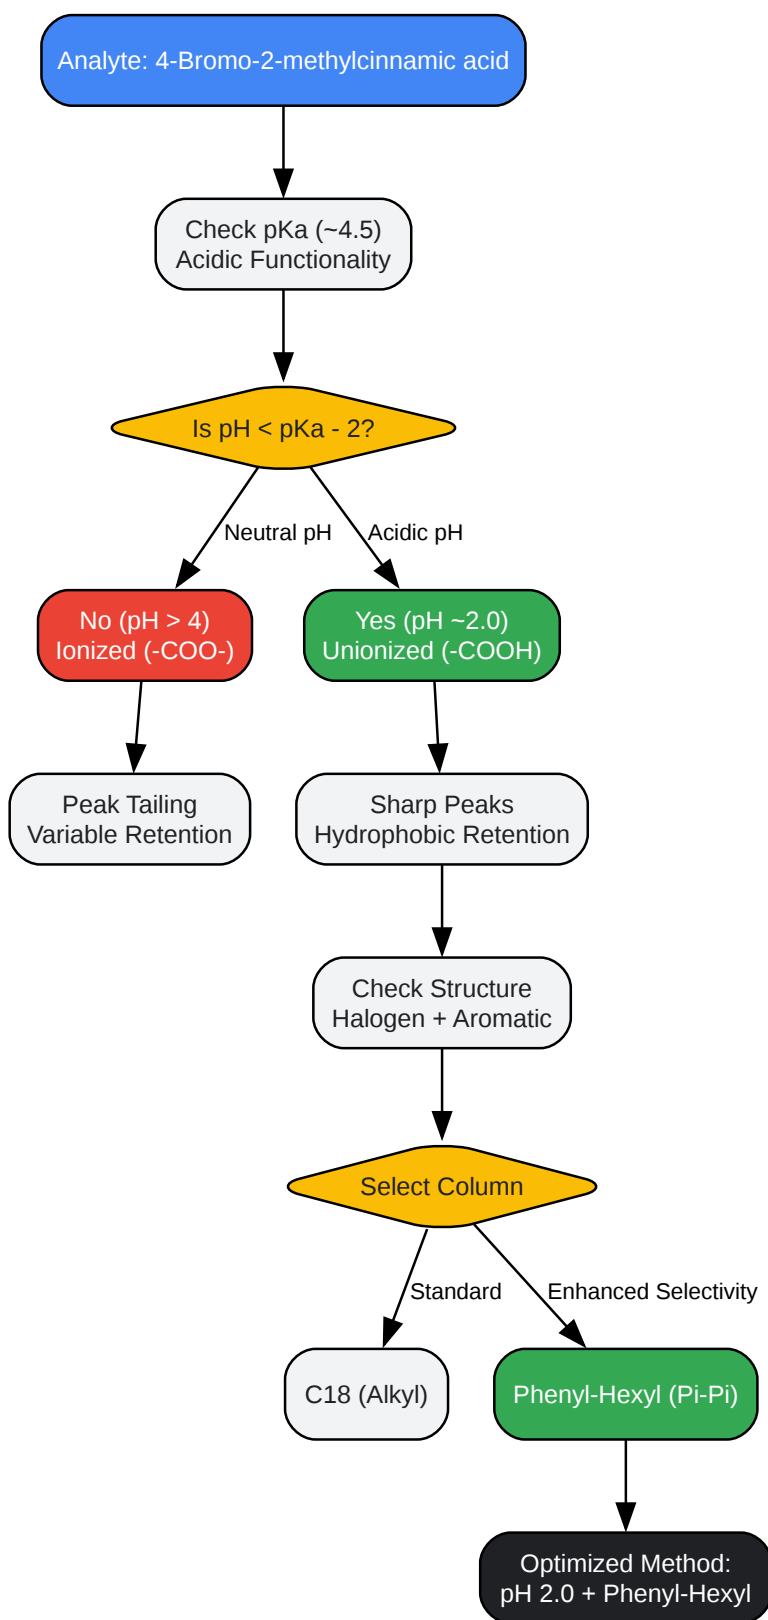 Analyte: 4-Bromo-2-methylcinnamic acid
Check pKa (~4.5)
Acidic Functionality
Is pH < pKa - 2?
Neutral pH
Acidic pH
No (pH > 4)
Ionized (-COO-)
Yes (pH ~2.0)
Unionized (-COOH)
Peak Tailing
Variable Retention
Sharp Peaks
Hydrophobic Retention
Check Structure
Halogen + Aromatic
Select Column
Standard
Enhanced Selectivity
C18 (Alkyl)
Phenyl-Hexyl (Pi-Pi)
Optimized Method:
pH 2.0 + Phenyl-Hexyl